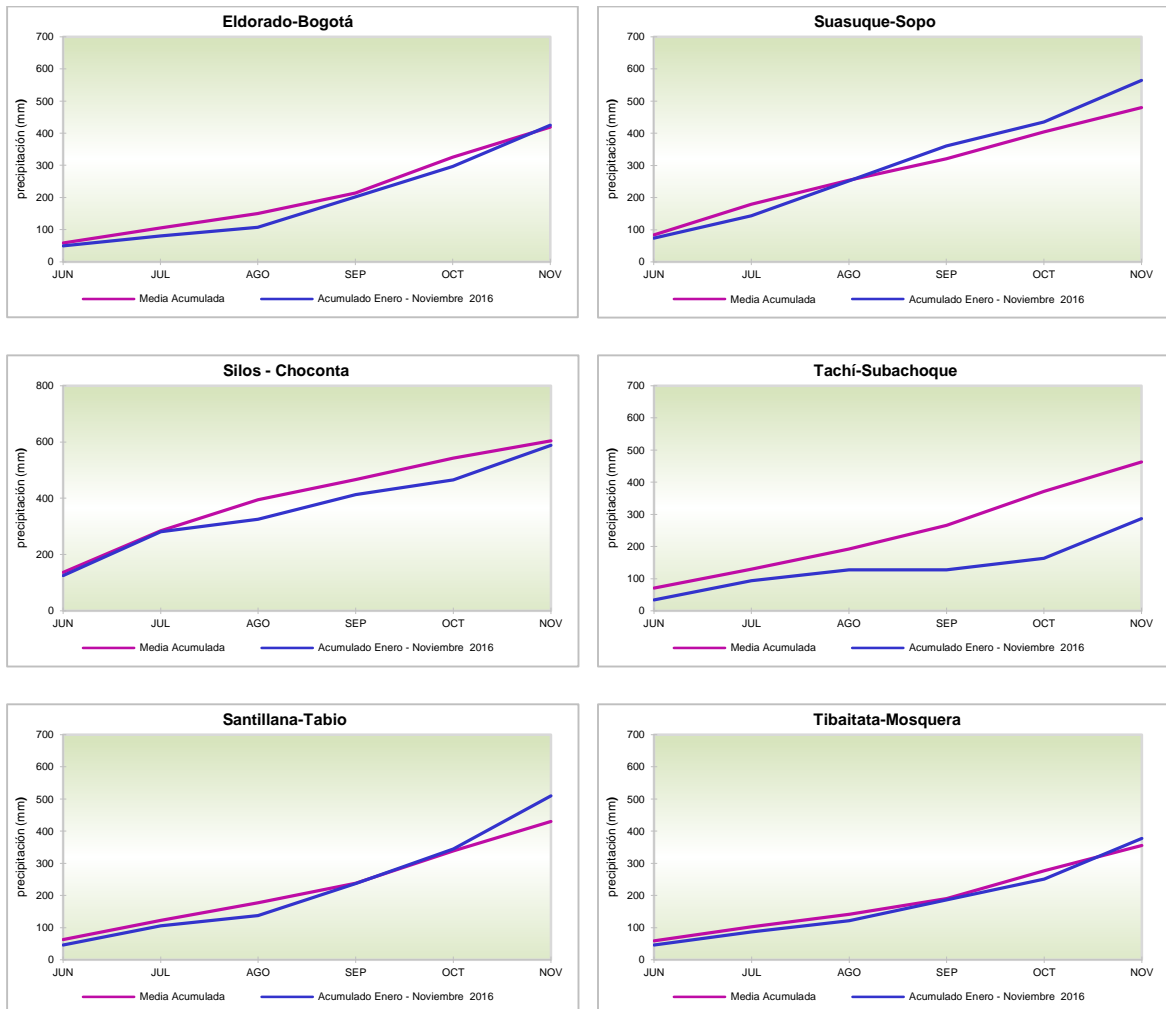 Eldorado-Bogotá
precipitación (mm)
700
600
500
400
300
200
100
0
JUN JUL AGO SEP OCT NOV
Media Acumulada Acumulado Enero - Noviembre 2016
Suasuque-Sopo
precipitación (mm)
700
600
500
400
300
200
100
0
JUN JUL AGO SEP OCT NOV
Media Acumulada Acumulado Enero - Noviembre 2016
Silos - Choconta
precipitación (mm)
800
600
400
200
0
JUN JUL AGO SEP OCT NOV
Media Acumulada Acumulado Enero - Noviembre 2016
Tachí-Subachoque
precipitación (mm)
700
600
500
400
300
200
100
0
JUN JUL AGO SEP OCT NOV
Media Acumulada Acumulado Enero - Noviembre 2016
Santillana-Tabio
precipitación (mm)
700
600
500
400
300
200
100
0
JUN JUL AGO SEP OCT NOV
Media Acumulada Acumulado Enero - Noviembre 2016
Tibaitata-Mosquera
precipitación (mm)
700
600
500
400
300
200
100
0
JUN JUL AGO SEP OCT NOV
Media Acumulada Acumulado Enero - Noviembre 2016